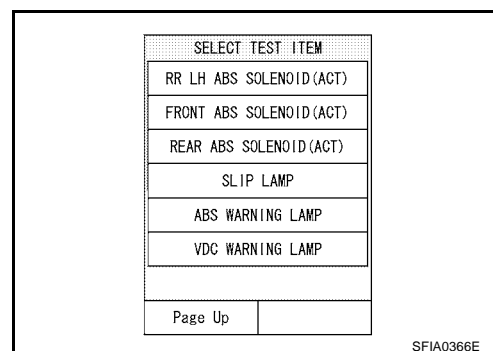 SELECT TEST ITEM
RR LH ABS SOLENOID(ACT)
FRONT ABS SOLENOID(ACT)
REAR ABS SOLENOID(ACT)
SLIP LAMP
ABS WARNING LAMP
VDC WARNING LAMP
Page Up
SFIA0366E